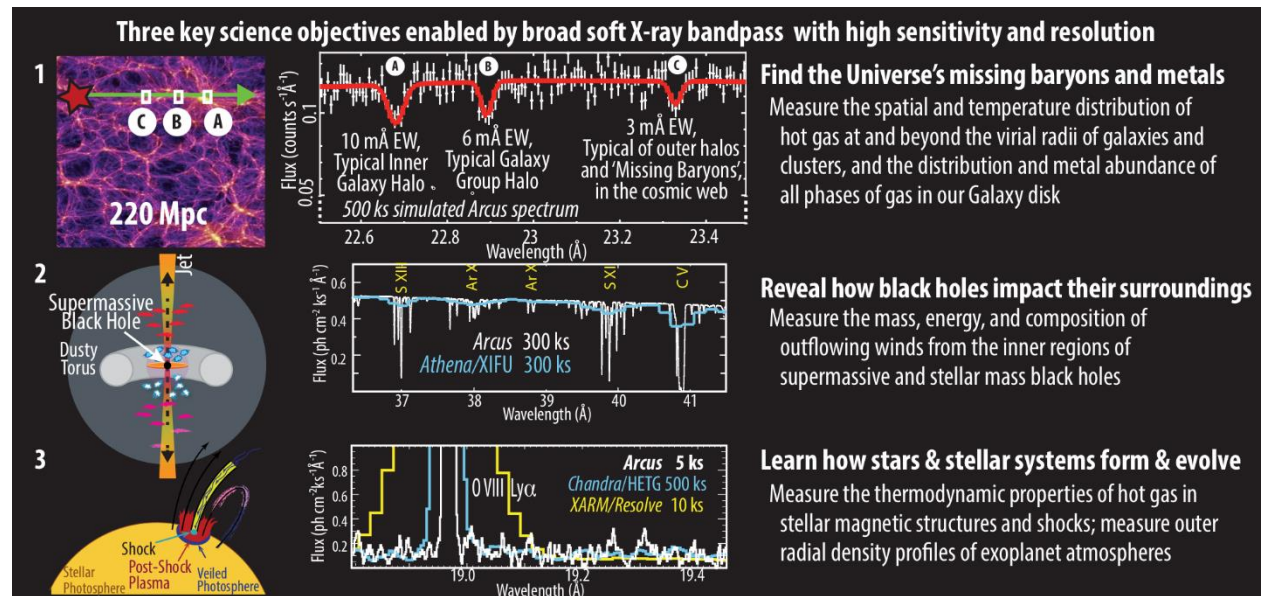 Three key science objectives enabled by broad soft X-ray bandpass with high sensitivity and resolution
1
C
B
A
220 Mpc
Flux (counts s⁻¹Å⁻¹)
0.1
0.05
A
B
C
10 mÅ EW,
Typical Inner
Galaxy Halo
6 mÅ EW,
Typical Galaxy
Group Halo
3 mÅ EW,
Typical of outer halos
and ‘Missing Baryons’,
in the cosmic web
500 ks simulated Arcus spectrum
22.6 22.8 23 23.2 23.4
Wavelength (Å)
Find the Universe’s missing baryons and metals
Measure the spatial and temperature distribution of
hot gas at and beyond the virial radii of galaxies and
clusters, and the distribution and metal abundance of
all phases of gas in our Galaxy disk
2
Jet
Supermassive
Black Hole
Dusty
Torus
Flux (ph cm⁻²ks⁻¹ Å⁻¹)
0.6
0.4
0.2
S XII
Ar X
Ar X
S XI
C V
Arcus 300 ks
Athena/XIFU 300 ks
37 38 39 40 41
Wavelength (Å)
Reveal how black holes impact their surroundings
Measure the mass, energy, and composition of
outflowing winds from the inner regions of
supermassive and stellar mass black holes
3
Shock
Post-Shock
Plasma
Stellar
Photosphere
Veiled
Photosphere
Flux (ph cm⁻²ks⁻¹Å⁻¹)
0.8
0.6
0.4
0.2
O VIII Lyα
Arcus 5 ks
Chandra/HETG 500 ks
XARM/Resolve 10 ks
19.0 19.2 19.4
Wavelength (Å)
Learn how stars & stellar systems form & evolve
Measure the thermodynamic properties of hot gas in
stellar magnetic structures and shocks; measure outer
radial density profiles of exoplanet atmospheres